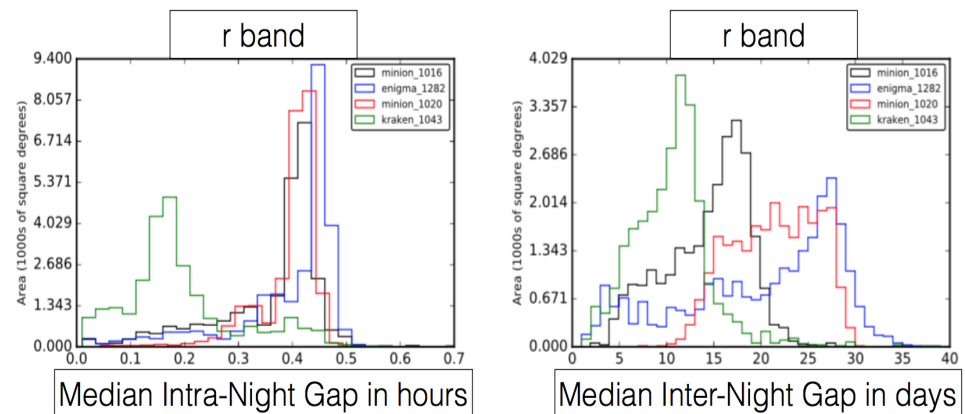 r band
9.400
8.057
6.714
5.371
4.029
2.686
1.343
0.000
Area (1000s of square degrees)
minion_1016
enigma_1282
minion_1020
kraken_1043
0.0 0.1 0.2 0.3 0.4 0.5 0.6 0.7
Median Intra-Night Gap in hours
r band
4.029
3.357
2.686
2.014
1.343
0.671
0.000
Area (1000s of square degrees)
minion_1016
enigma_1282
minion_1020
kraken_1043
0 5 10 15 20 25 30 35 40
Median Inter-Night Gap in days